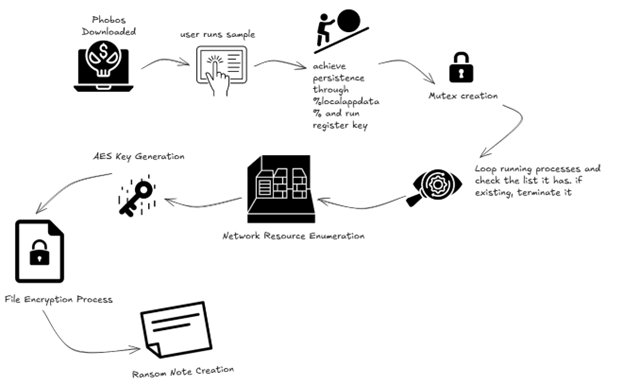 Phobos
Downloaded
user runs sample
achieve
persistence
through
%localappdata
% and run
register key
Mutex creation
Loop running processes and
check the list it has. if
existing, terminate it
Network Resource Enumeration
AES Key Generation
File Encryption Process
Ransom Note Creation